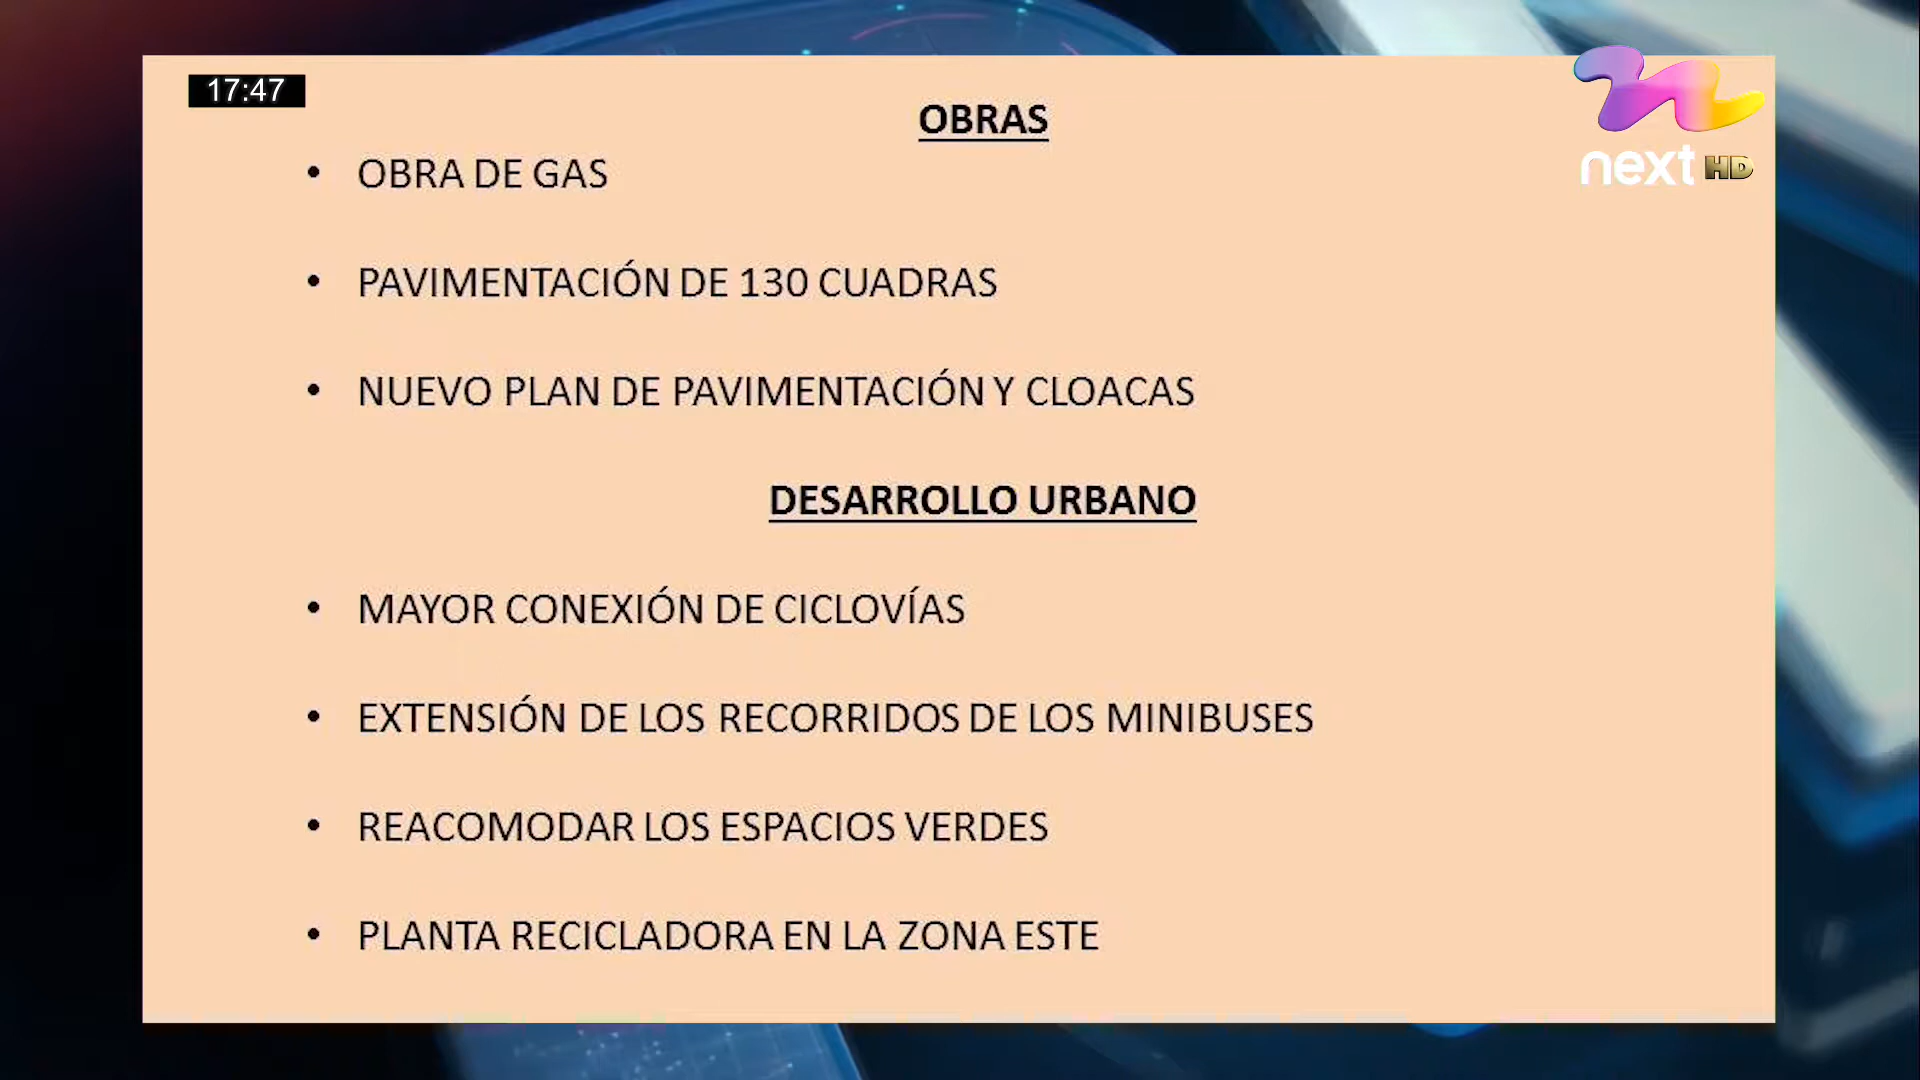 17:47
next HD
OBRAS
• OBRA DE GAS
• PAVIMENTACIÓN DE 130 CUADRAS
• NUEVO PLAN DE PAVIMENTACIÓN Y CLOACAS
DESARROLLO URBANO
• MAYOR CONEXIÓN DE CICLOVÍAS
• EXTENSIÓN DE LOS RECORRIDOS DE LOS MINIBUSES
• REACOMODAR LOS ESPACIOS VERDES
• PLANTA RECICLADORA EN LA ZONA ESTE